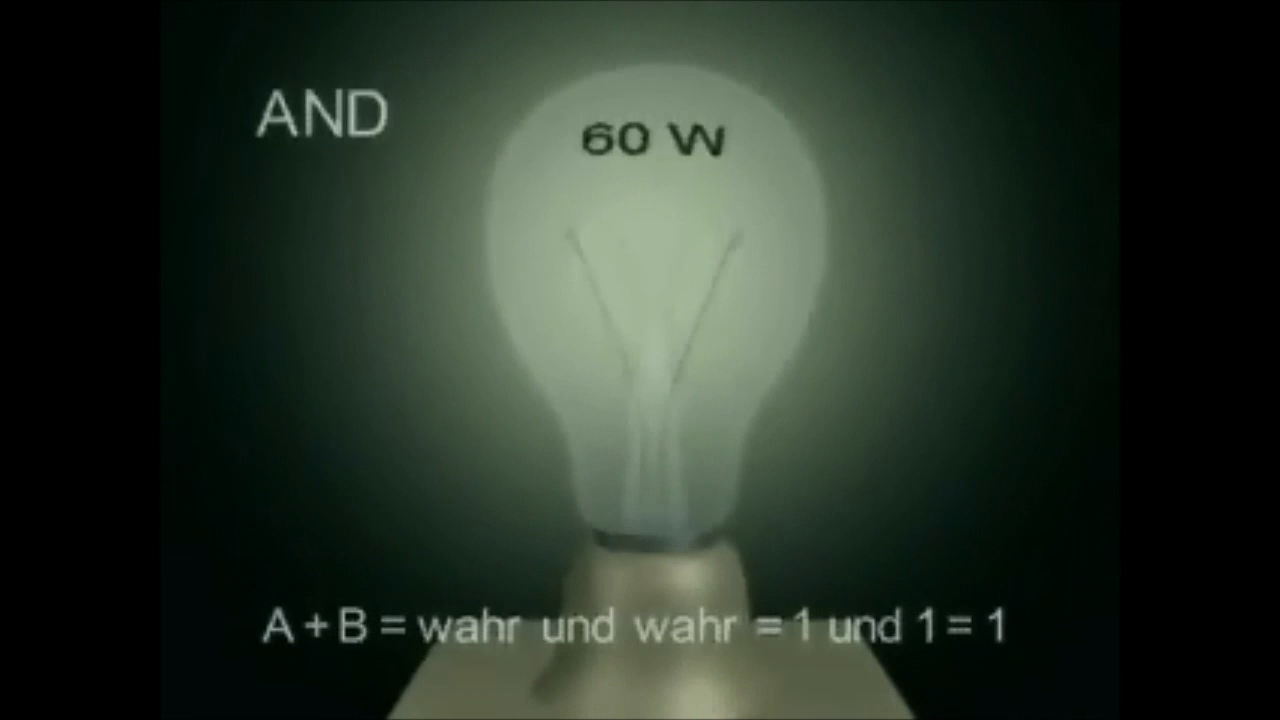 AND
60 W
A + B = wahr und wahr = 1 und 1 = 1